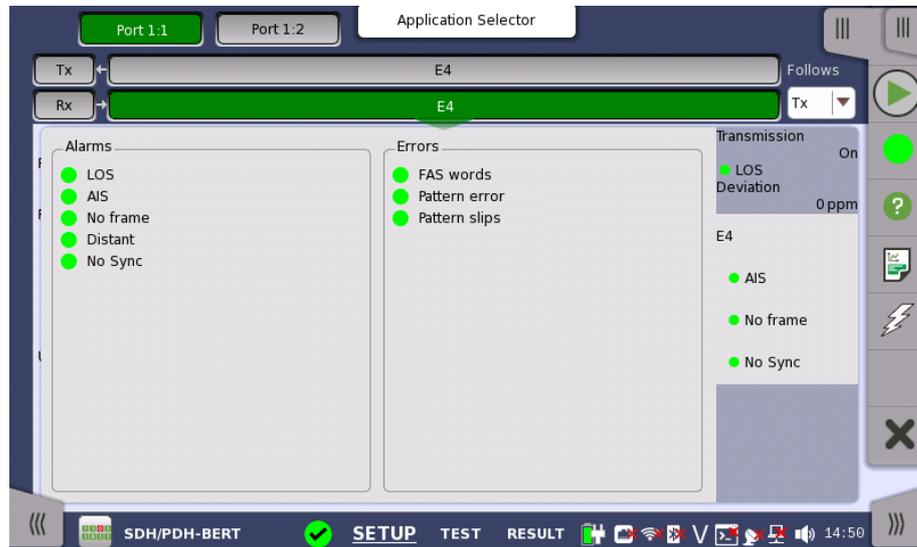 Application Selector
Port 1:1
Port 1:2
Tx
E4
Follows
Rx
E4
Tx
Alarms
LOS
AIS
No frame
Distant
No Sync
Errors
FAS words
Pattern error
Pattern slips
Transmission
On
LOS
Deviation
0 ppm
E4
AIS
No frame
No Sync
SDH/PDH-BERT
SETUP
TEST
RESULT
V
14:50